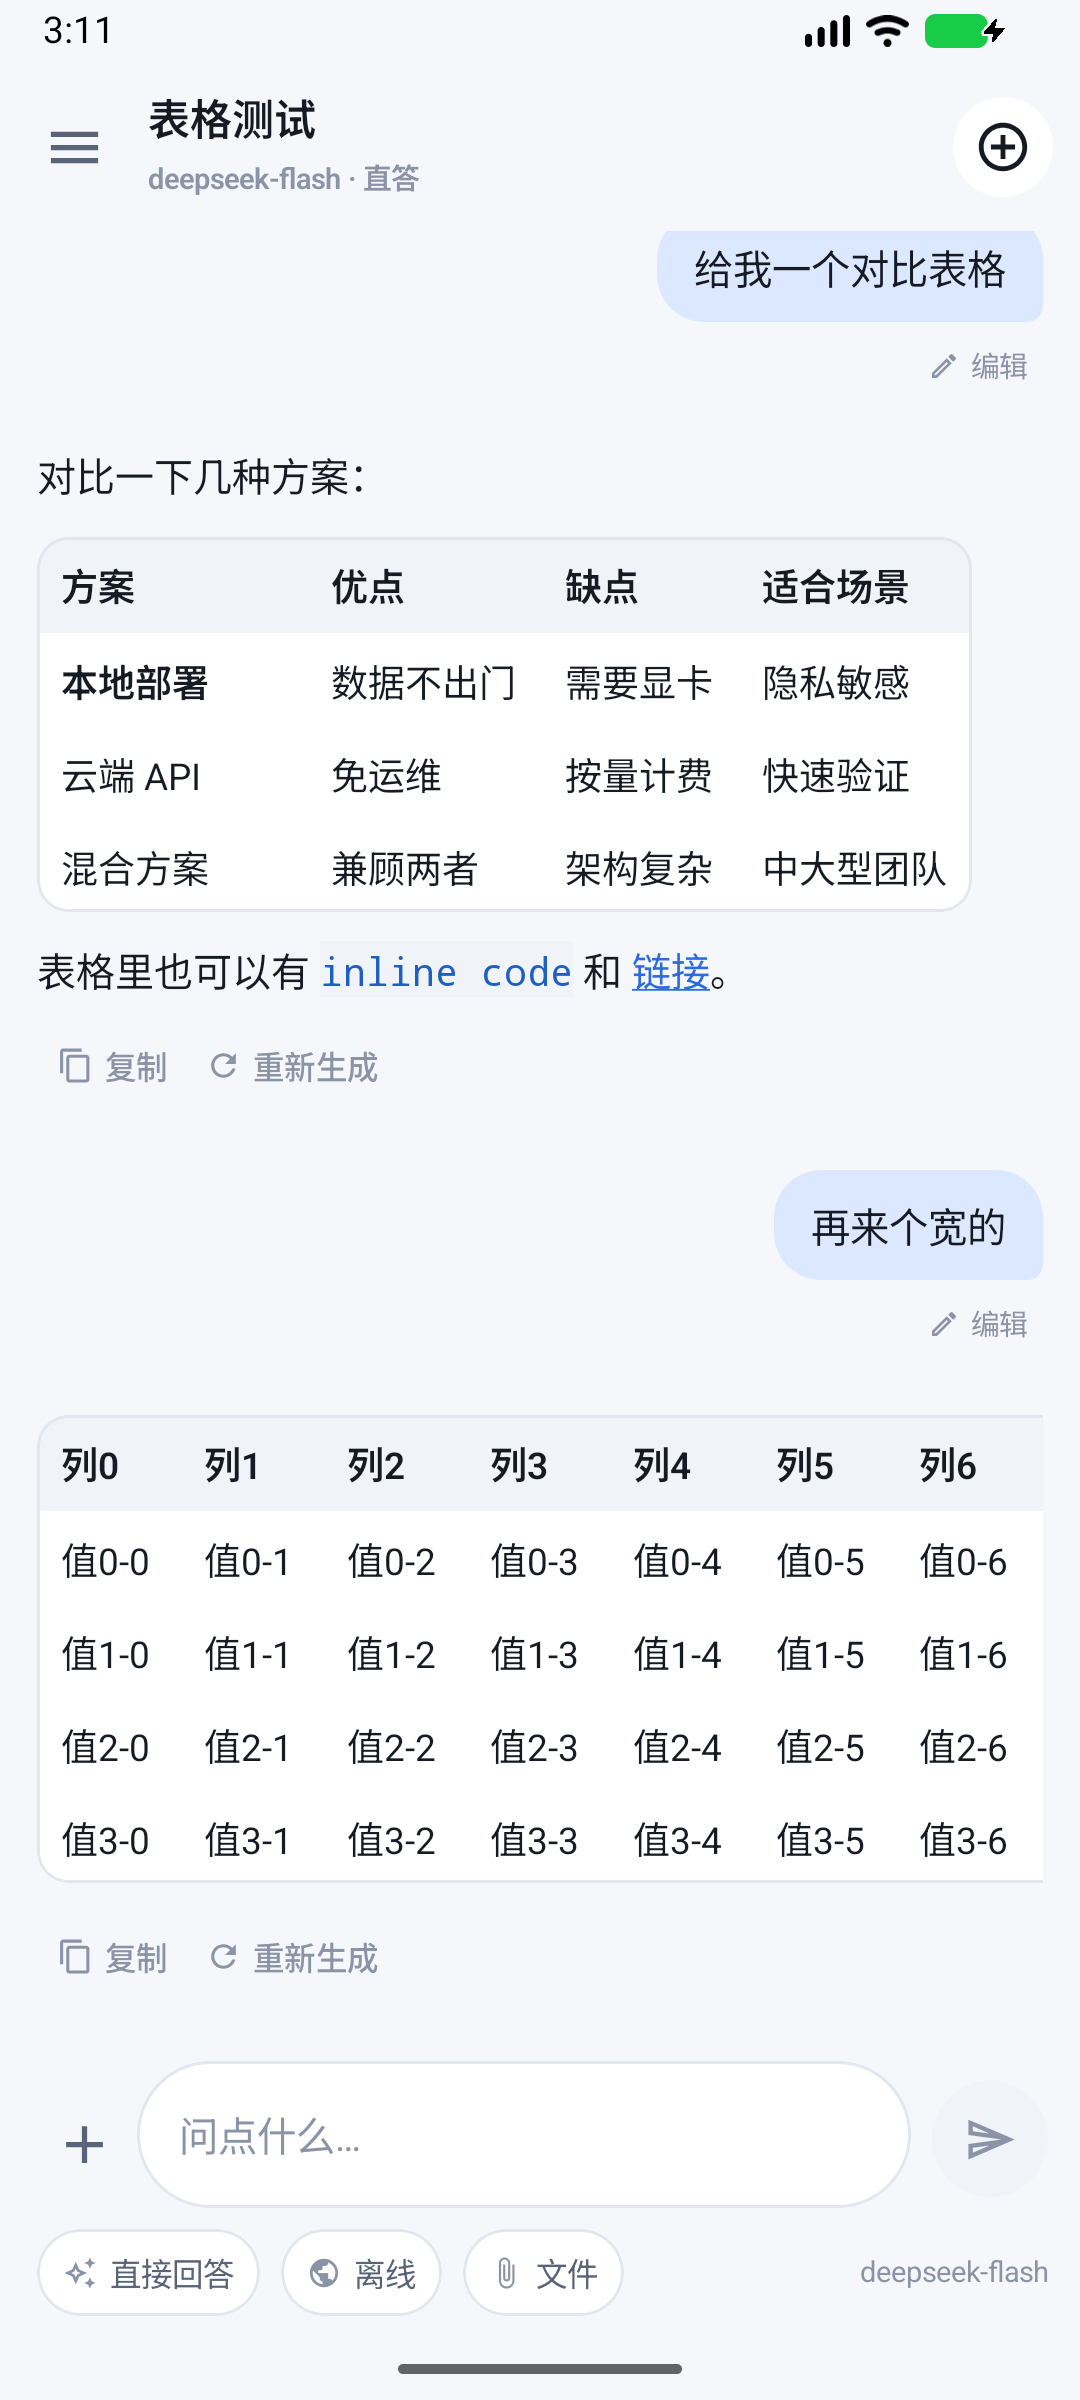 3:11
表格测试
deepseek-flash · 直答
给我一个对比表格
编辑
对比一下几种方案：
方案 优点 缺点 适合场景
本地部署 数据不出门 需要显卡 隐私敏感
云端 API 免运维 按量计费 快速验证
混合方案 兼顾两者 架构复杂 中大型团队
表格里也可以有 inline code 和 链接。
复制 重新生成
再来个宽的
编辑
列0 列1 列2 列3 列4 列5 列6
值0-0 值0-1 值0-2 值0-3 值0-4 值0-5 值0-6
值1-0 值1-1 值1-2 值1-3 值1-4 值1-5 值1-6
值2-0 值2-1 值2-2 值2-3 值2-4 值2-5 值2-6
值3-0 值3-1 值3-2 值3-3 值3-4 值3-5 值3-6
复制 重新生成
问点什么...
直接回答 离线 文件 deepseek-flash